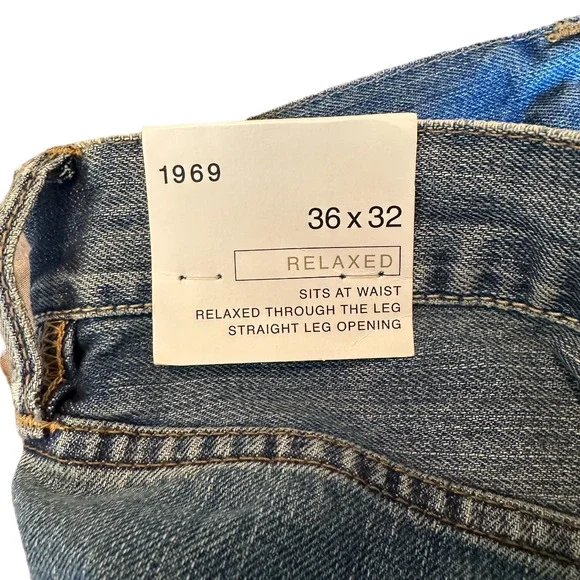 1969
36 x 32
RELAXED
SITS AT WAIST
RELAXED THROUGH THE LEG
STRAIGHT LEG OPENING